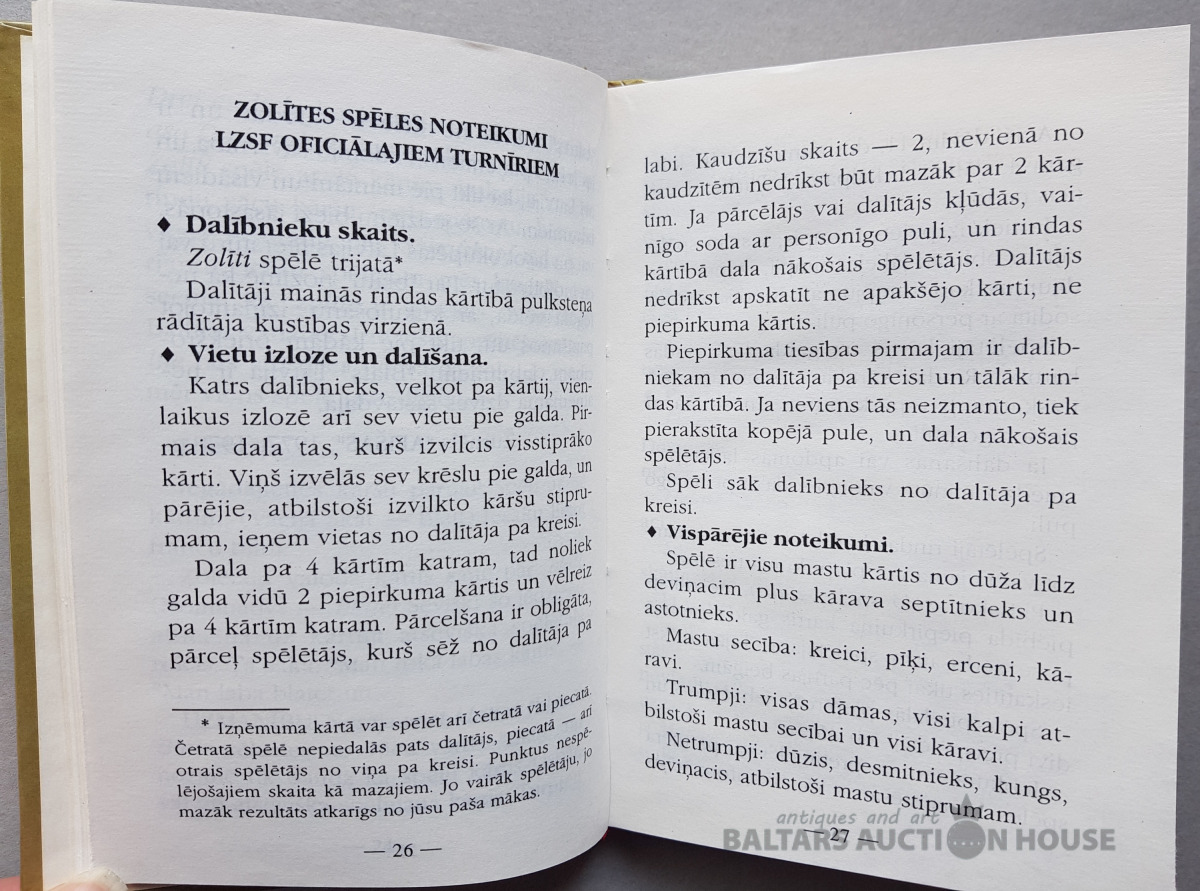 ZOLĪTES SPĒLES NOTEIKUMI
LZSF OFICIĀLAJIEM TURNĪRIEM
♦ Dalībnieku skaits.
Zolīti spēlē trijatā*
Dalītāji mainās rindas kārtībā pulksteņa
rādītāja kustības virzienā.
♦ Vietu izloze un dalīšana.
Katrs dalībnieks, velkot pa kārtij, vien-
laikus izlozē arī sev vietu pie galda. Pir-
mais dala tas, kurš izvilcis visstiprāko
kārti. Viņš izvēlās sev krēslu pie galda, un
pārējie, atbilstoši izvilkto kāršu stipru-
mam, ieņem vietas no dalītāja pa kreisi.
Dala pa 4 kārtīm katram, tad noliek
galda vidū 2 piepirkuma kārtis un vēlreiz
pa 4 kārtīm katram. Pārcelšana ir obligāta,
pārceļ spēlētājs, kurš sēž no dalītāja pa
* Izņēmuma kārtā var spēlēt arī četratā vai piecatā.
Četratā spēlē nepiedalās pats dalītājs, piecatā — arī
otrais spēlētājs no viņa pa kreisi. Punktus nespē-
lējošajiem skaita kā mazajiem. Jo vairāk spēlētāju, jo
mazāk rezultāts atkarīgs no jūsu paša mākas.
— 26 —
labi. Kaudzīšu skaits — 2, nevienā no
kaudzītēm nedrīkst būt mazāk par 2 kār-
tīm. Ja pārcēlājs vai dalītājs kļūdās, vai-
nīgo soda ar personīgo puli, un rindas
kārtībā dala nākošais spēlētājs. Dalītājs
nedrīkst apskatīt ne apakšējo kārti, ne
piepirkuma kārtis.
Piepirkuma tiesības pirmajam ir dalīb-
niekam no dalītāja pa kreisi un tālāk rin-
das kārtībā. Ja neviens tās neizmanto, tiek
pierakstīta kopējā pule, un dala nākošais
spēlētājs.
Spēli sāk dalībnieks no dalītāja pa
kreisi.
♦ Vispārējie noteikumi.
Spēlē ir visu mastu kārtis no dūža līdz
deviņacim plus kārava septītnieks un
astotnieks.
Mastu secība: kreici, pīķi, erceni, kā-
ravi.
Trumpji: visas dāmas, visi kalpi at-
bilstoši mastu secībai un visi kāravi.
Netrumpji: dūzis, desmitnieks, kungs,
deviņacis, atbilstoši mastu stiprumam.
— 27 —
antiques and art
BALTARS AUCTION HOUSE